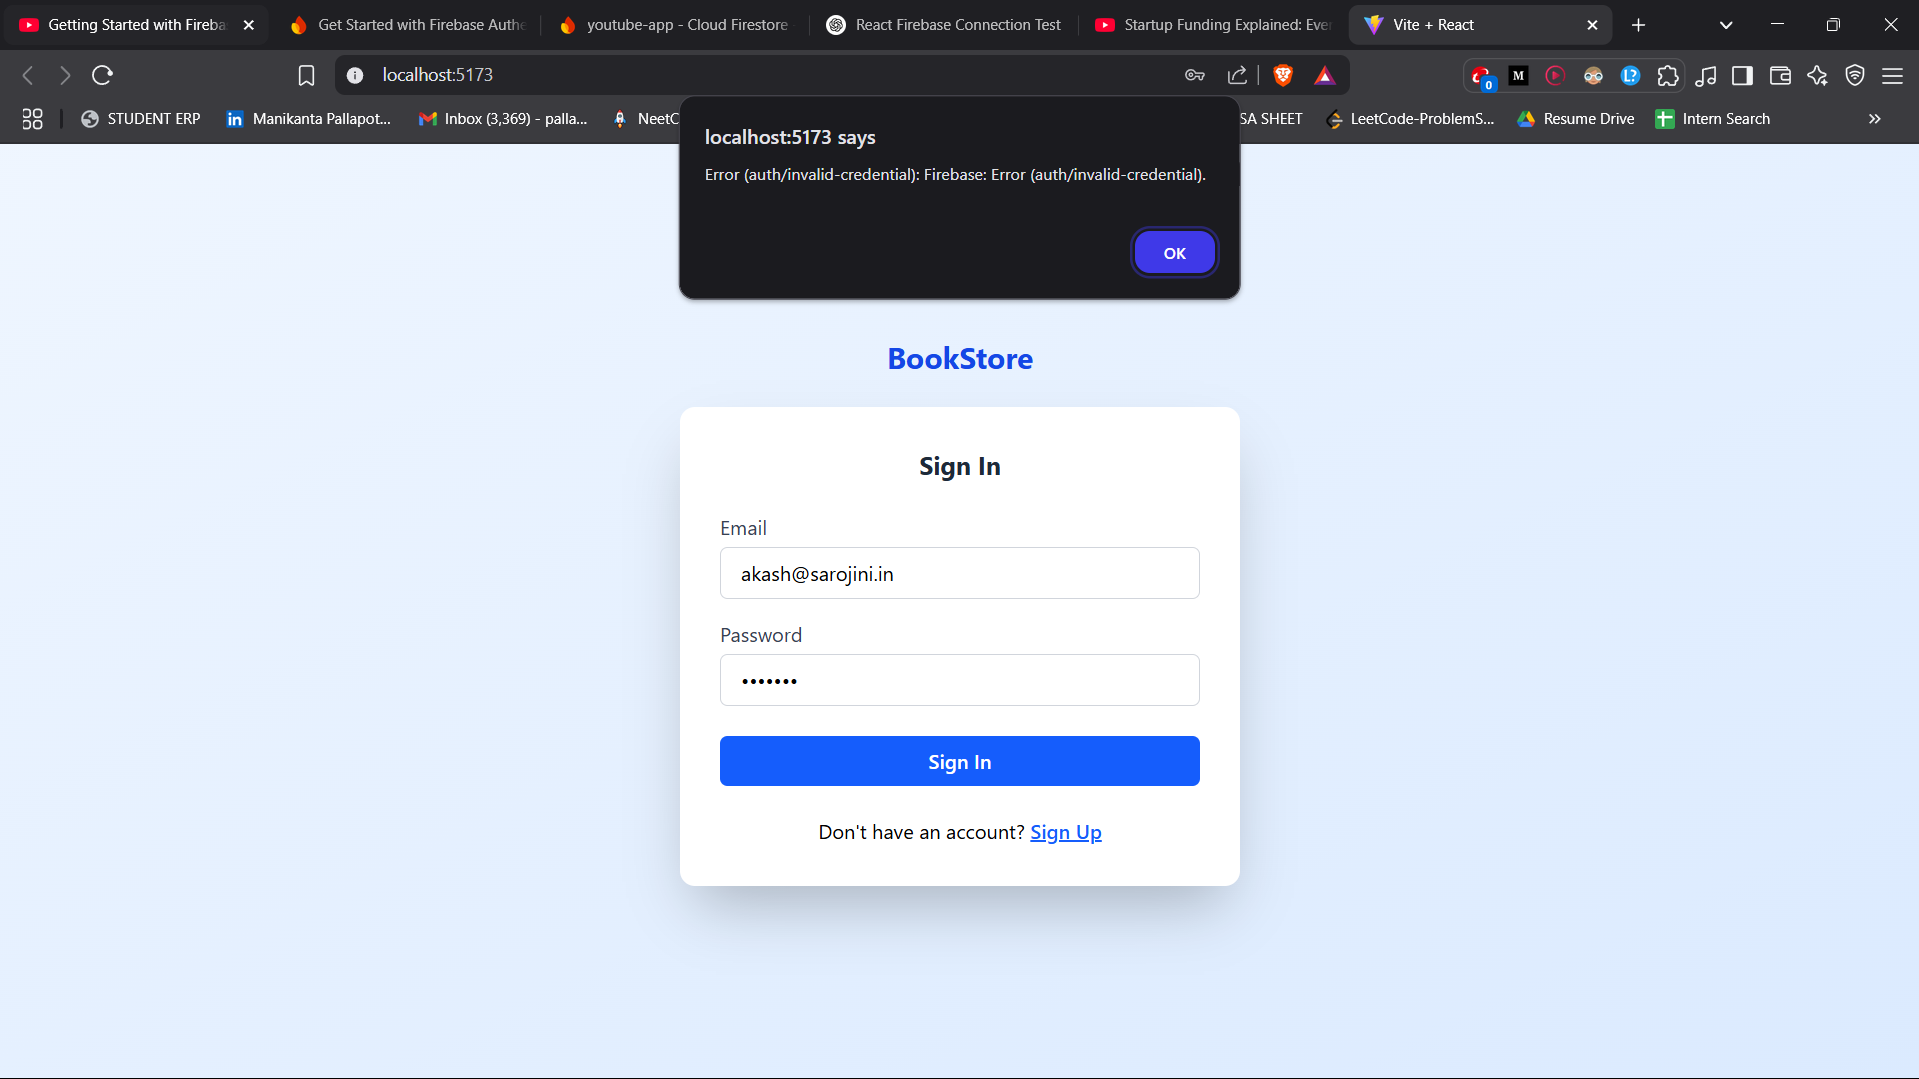 Getting Started with Fireba
Get Started with Firebase Authe
youtube-app - Cloud Firestore -
React Firebase Connection Test
Startup Funding Explained: Ever
Vite + React
localhost:5173
0
M
L?
STUDENT ERP
in
Manikanta Pallapot...
Inbox (3,369) - palla...
NeetC
SA SHEET
LeetCode-ProblemS...
Resume Drive
Intern Search
localhost:5173 says
Error (auth/invalid-credential): Firebase: Error (auth/invalid-credential).
OK
BookStore
Sign In
Email
akash@sarojini.in
Password
•••••••
Sign In
Don't have an account? Sign Up